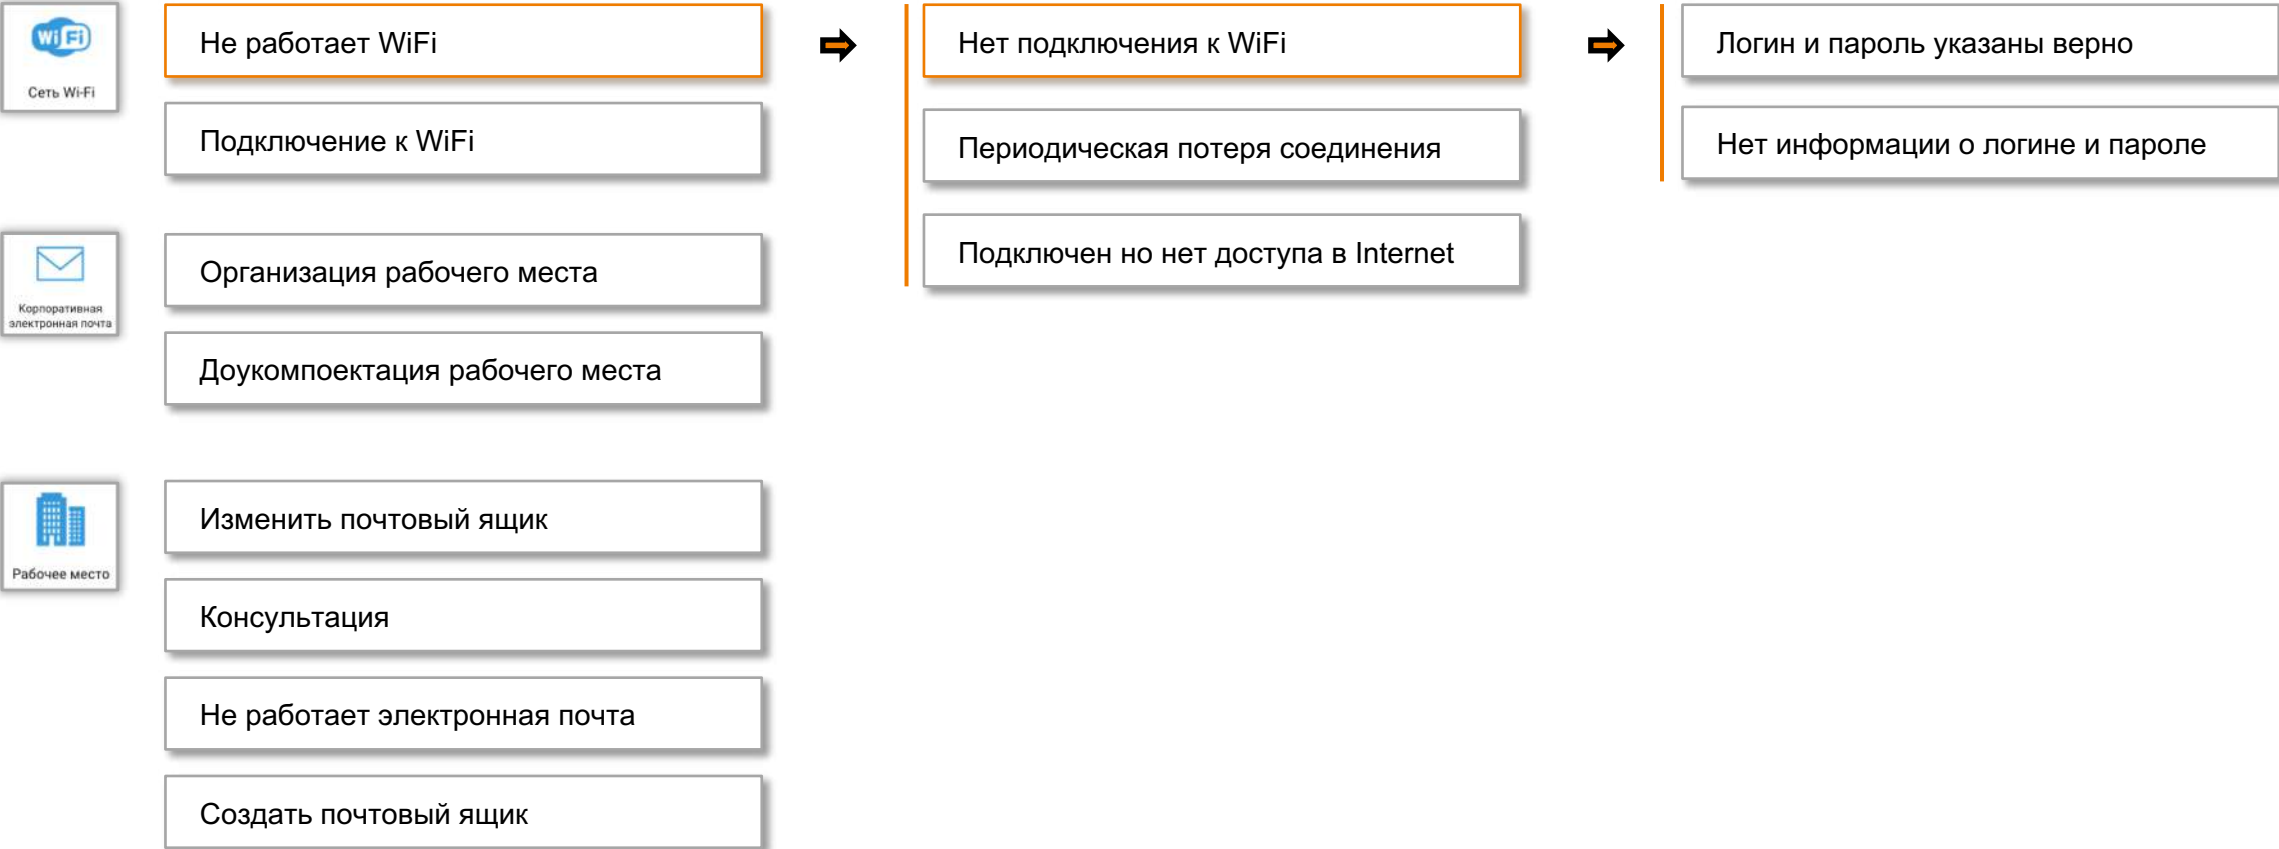 WiFi
Сеть Wi-Fi
Не работает WiFi
Подключение к WiFi
Нет подключения к WiFi
Периодическая потеря соединения
Подключен но нет доступа в Internet
Логин и пароль указаны верно
Нет информации о логине и пароле
Корпоративная
электронная почта
Организация рабочего места
Доукомпоектация рабочего места
Рабочее место
Изменить почтовый ящик
Консультация
Не работает электронная почта
Создать почтовый ящик